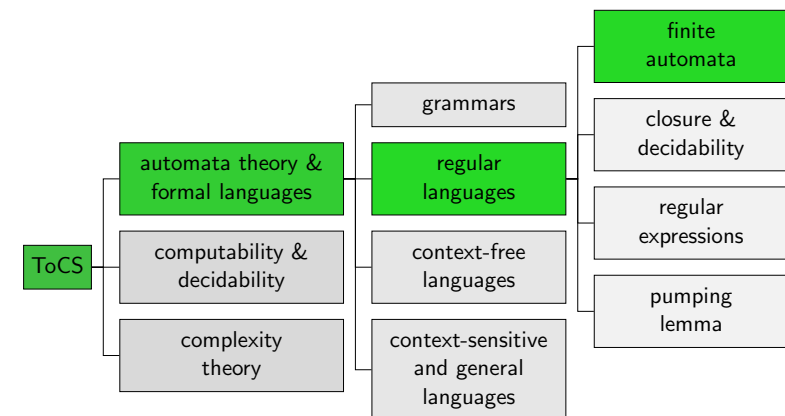 ToCS
automata theory &
formal languages
computability &
decidability
complexity
theory
grammars
regular
languages
context-free
languages
context-sensitive
and general
languages
finite
automata
closure &
decidability
regular
expressions
pumping
lemma